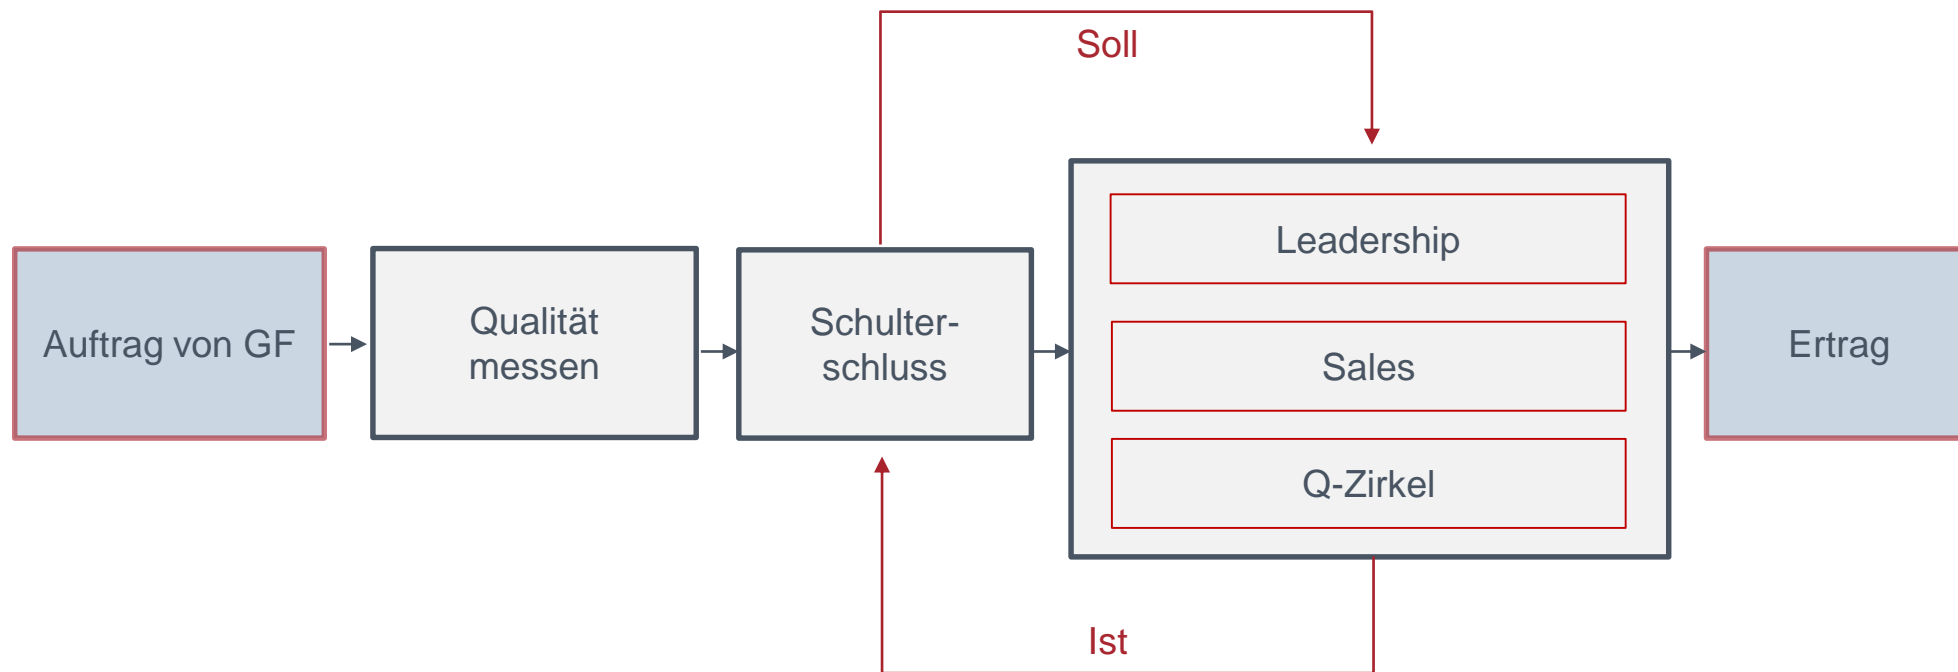 Soll
Auftrag von GF
Qualität
messen
Schulter-
schluss
Leadership
Sales
Q-Zirkel
Ertrag
Ist